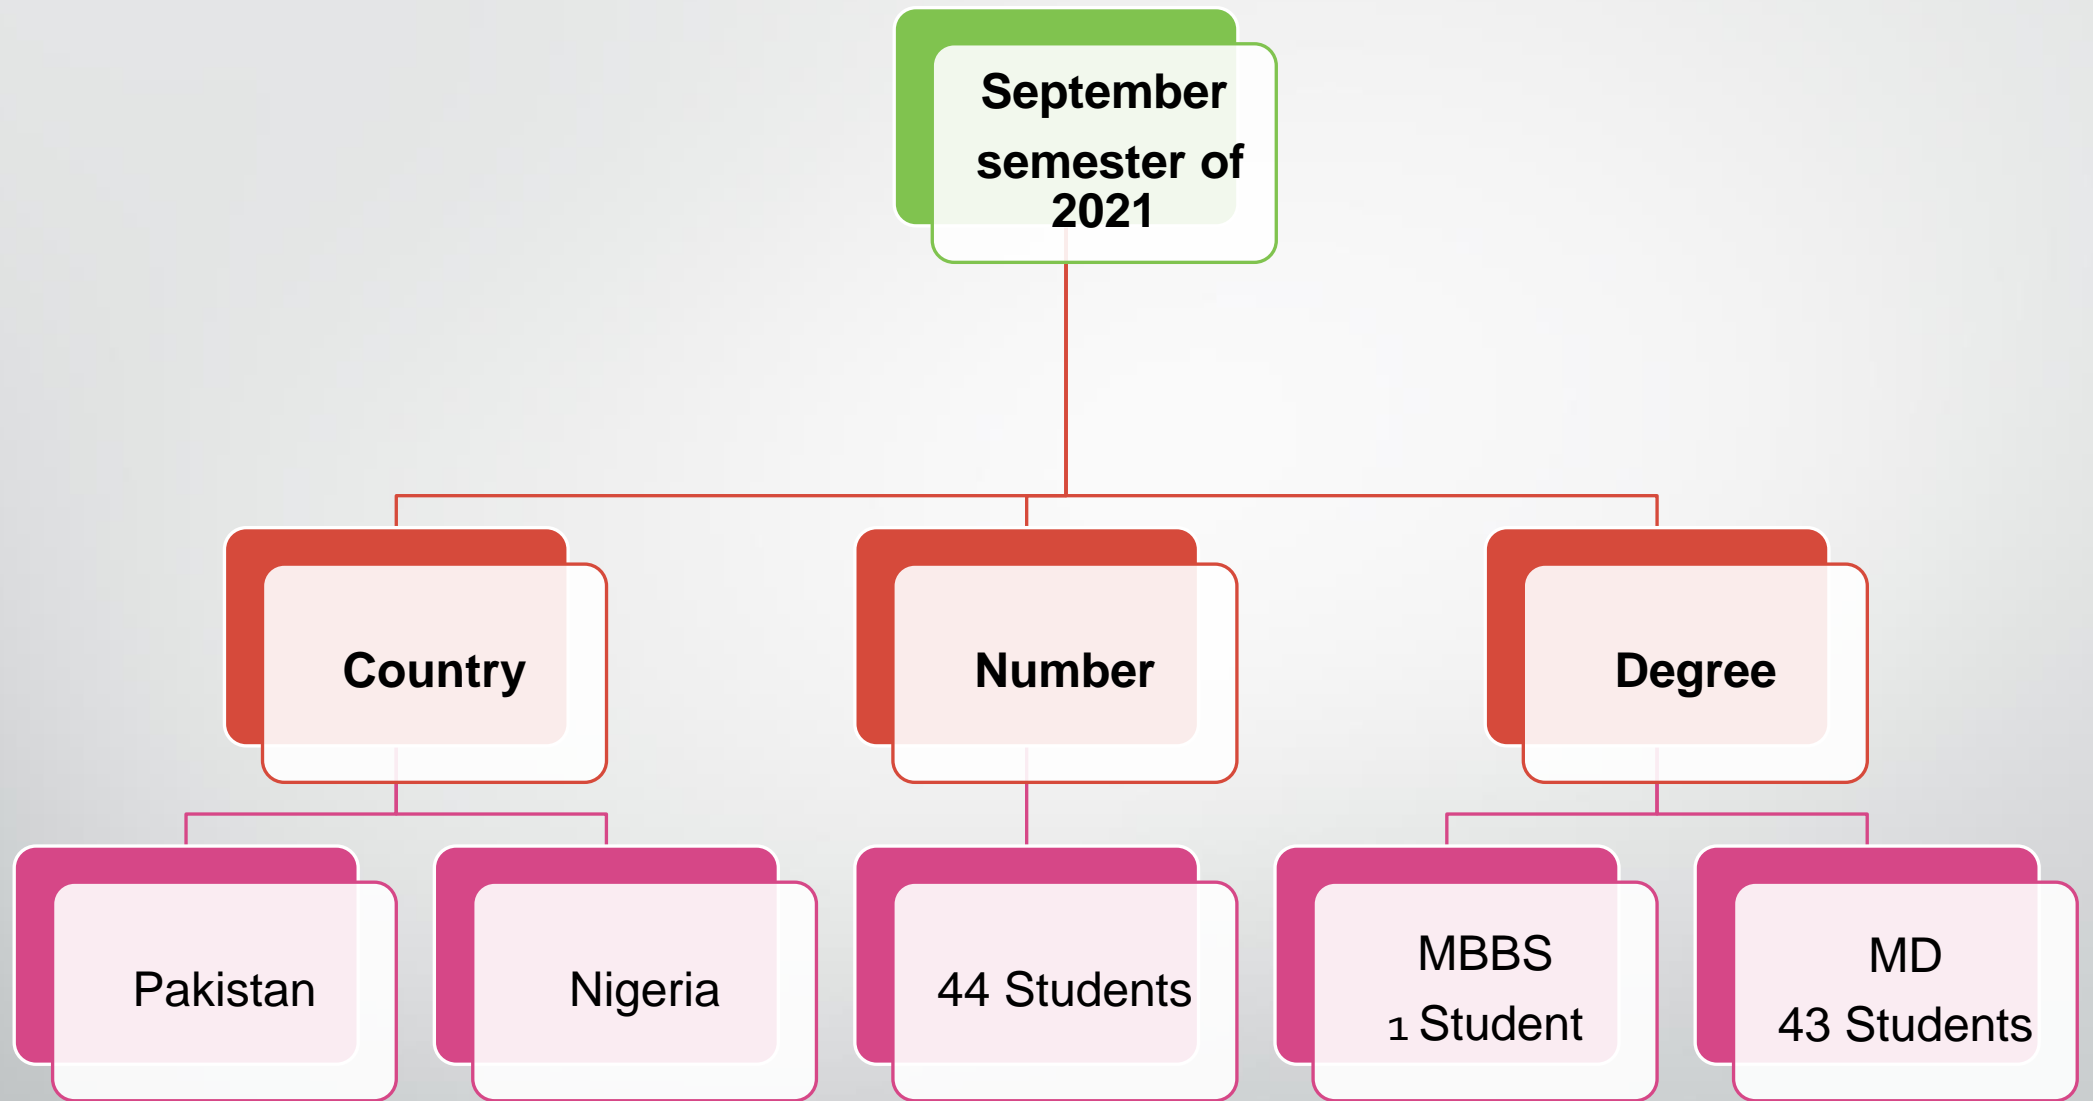 September
semester of
2021
Country
Number
Degree
Pakistan
Nigeria
44 Students
MBBS
1 Student
MD
43 Students